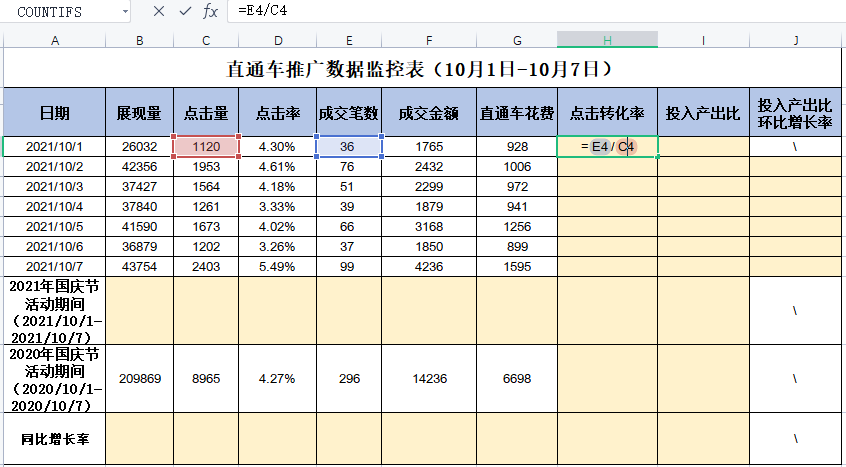 COUNTIFS =E4/C4
A B C D E F G H I J
直通车推广数据监控表（10月1日-10月7日）
日期 展现量 点击量 点击率 成交笔数 成交金额 直通车花费 点击转化率 投入产出比 投入产出比
环比增长率
2021/10/1 26032 1120 4.30% 36 1765 928 =E4/C4 \
2021/10/2 42356 1953 4.61% 76 2432 1006
2021/10/3 37427 1564 4.18% 51 2299 972
2021/10/4 37840 1261 3.33% 39 1879 941
2021/10/5 41590 1673 4.02% 66 3168 1256
2021/10/6 36879 1202 3.26% 37 1850 899
2021/10/7 43754 2403 5.49% 99 4236 1595
2021年国庆节
活动期间
（2021/10/1-
2021/10/7）
\
2020年国庆节
活动期间
（2020/10/1-
2020/10/7）
209869 8965 4.27% 296 14236 6698 \
同比增长率 \